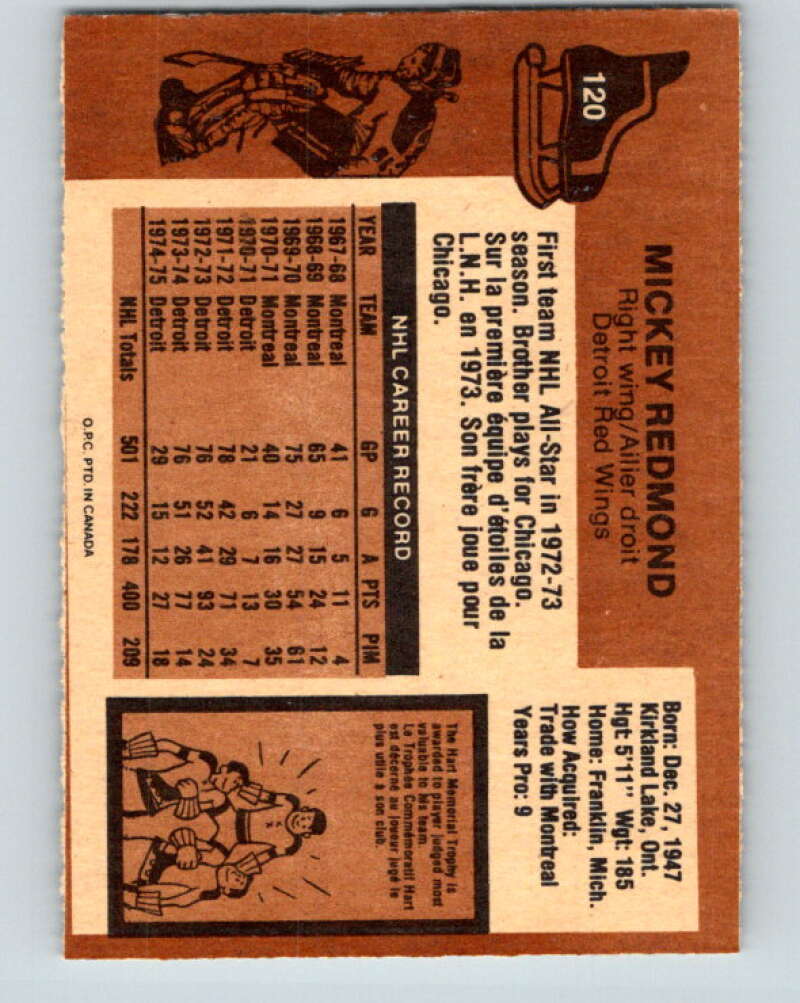 120
MICKEY REDMOND
Right wing/Ailier droit
Detroit Red Wings
Born: Dec. 27, 1947
Kirkland Lake, Ont.
Hgt 5'11" Wgt: 185
Home: Franklin, Mich.
How Acquired:
Trade with Montreal
Years Pro: 9
First team NHL All-Star in 1972-73
season. Brother plays for Chicago.
Sur la première équipe d'étoiles de la
L.N.H. en 1973. Son frère joue pour
Chicago.
NHL CAREER RECORD
YEAR TEAM GP G A PTS PIM
1967-68 Montreal 41 6 5 11 4
1968-69 Montreal 65 9 15 24 12
1969-70 Montreal 75 27 27 54 61
1970-71 Montreal 40 14 16 30 35
1970-71 Detroit 21 6 7 13 7
1971-72 Detroit 78 42 29 71 34
1972-73 Detroit 76 52 41 93 24
1973-74 Detroit 76 51 26 77 14
1974-75 Detroit 29 15 12 27 18
NHL Totals 501 222 178 400 209
The Hart Memorial Trophy is
awarded to player judged most
valuable to his team.
Le Trophée Commémoratif Hart
est décerné au joueur jugé le
plus utile à son club.
O.P.C. PTD. IN CANADA